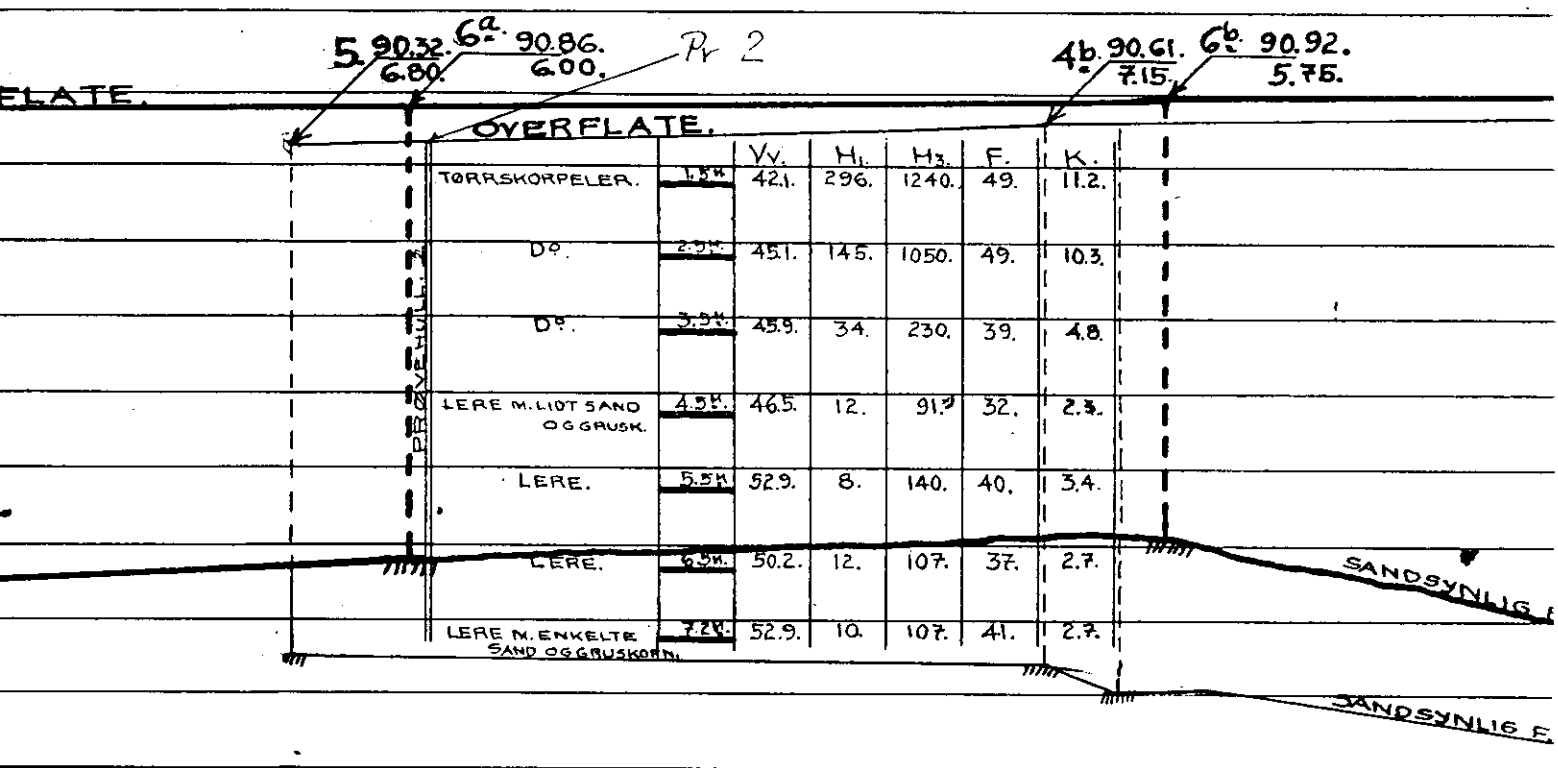 5. 90.32. 6a. 90.86. Pr 2 4b. 90.61. 6b. 90.92.
6.80. 6.00. 7.15. 5.75.
FLATE.
OVERFLATE.
Vv. H1. H3. F. K.
TØRRSKORPELER. 1.5M 42.1. 296. 1240. 49. 11.2.
Dº. 2.5M. 45.1. 145. 1050. 49. 10.3.
Dº. 3.5M. 45.9. 34. 230. 39. 4.8.
PRØVEHULL. 2.
LERE M. LIDT SAND 4.5M. 46.5. 12. 91.5 32. 2.3.
OG GRUSK.
LERE. 5.5M 52.9. 8. 140. 40. 3.4.
LERE. 6.5M. 50.2. 12. 107. 37. 2.7.
SANDSYNLIG F
LERE M. ENKELTE 7.2M. 52.9. 10. 107. 41. 2.7.
SAND OG GRUSKORN.
SANDSYNLIG F.